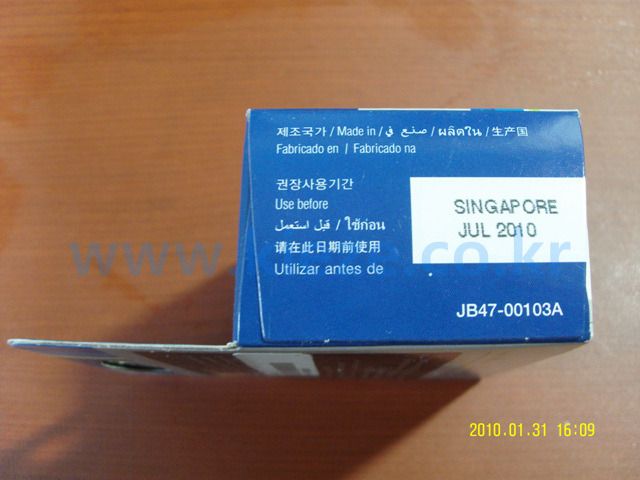 제조국가 / Made in / صنع في / ผลิตใน / 生产国
Fabricado en / Fabricado na
권장사용기간
Use before
قبل استعمل / ใช้ก่อน
请在此日期前使用
Utilizar antes de
SINGAPORE
JUL 2010
JB47-00103A
2010.01.31 16:09